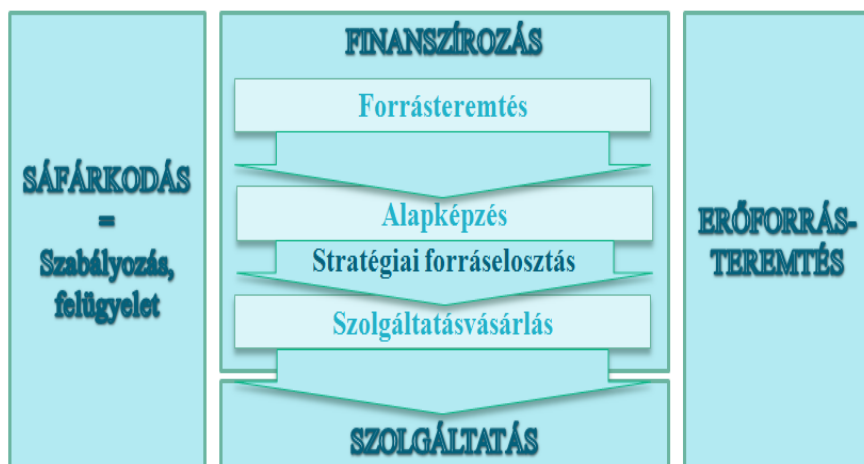 SÁFÁRKODÁS
=
Szabályozás,
felügyelet
FINANSZÍROZÁS
Forrásteremtés
Alapképzés
Stratégiai forráselosztás
Szolgáltatásvásárlás
SZOLGÁLTATÁS
ERŐFORRÁS-
TEREMTÉS